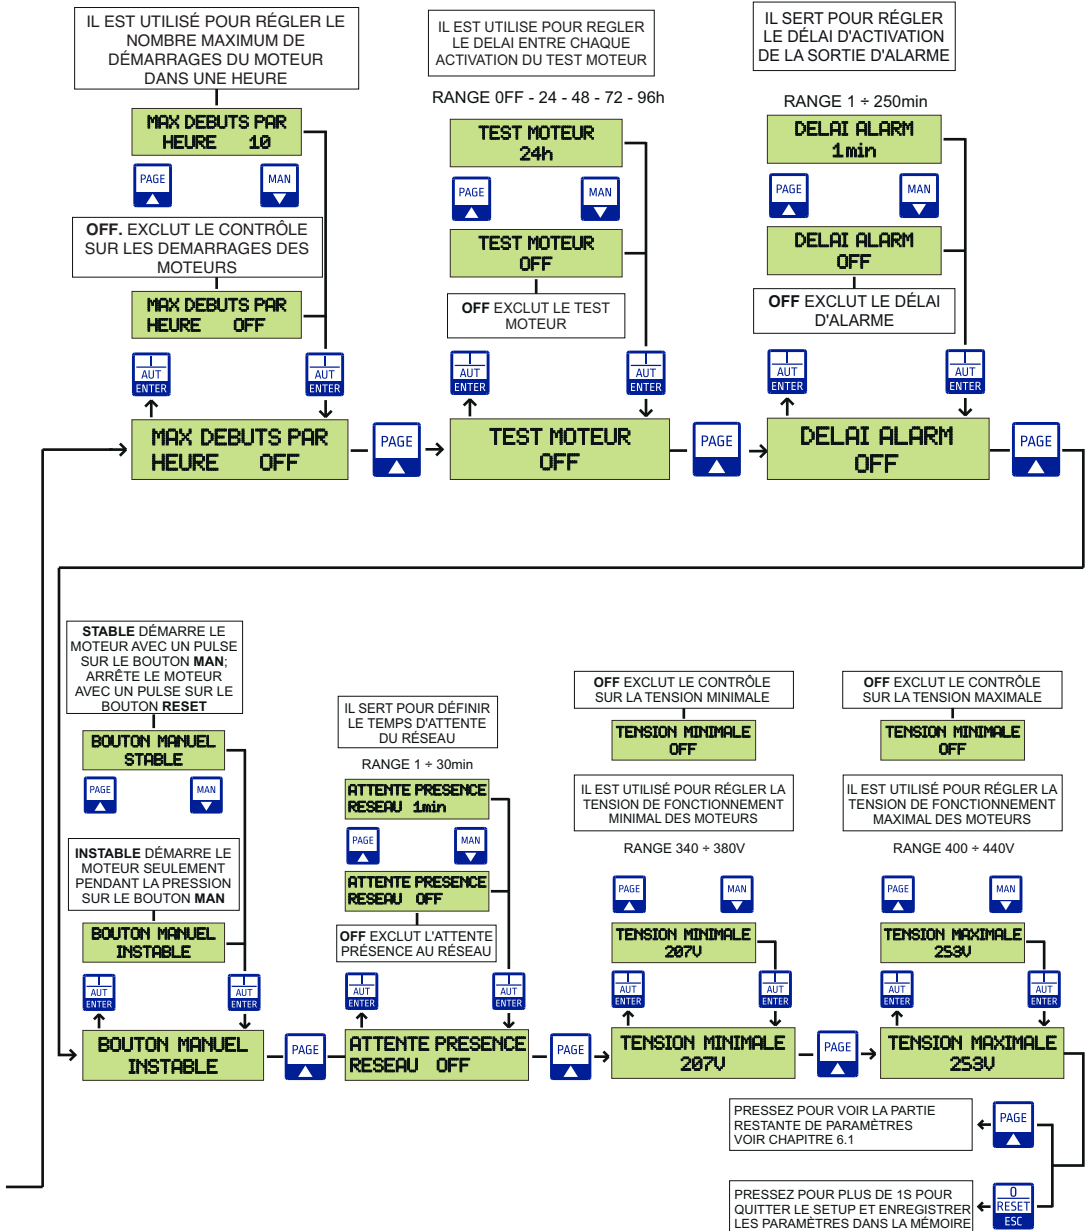 IL EST UTILISÉ POUR RÉGLER LE
NOMBRE MAXIMUM DE
DÉMARRAGES DU MOTEUR
DANS UNE HEURE
MAX DEBUTS PAR
HEURE 10
PAGE
MAN
OFF. EXCLUT LE CONTRÔLE
SUR LES DEMARRAGES DES
MOTEURS
MAX DEBUTS PAR
HEURE OFF
AUT
ENTER
AUT
ENTER
MAX DEBUTS PAR
HEURE OFF
PAGE
IL EST UTILISE POUR REGLER
LE DELAI ENTRE CHAQUE
ACTIVATION DU TEST MOTEUR
RANGE 0FF - 24 - 48 - 72 - 96h
TEST MOTEUR
24h
PAGE
MAN
TEST MOTEUR
OFF
OFF EXCLUT LE TEST
MOTEUR
AUT
ENTER
AUT
ENTER
TEST MOTEUR
OFF
PAGE
IL SERT POUR RÉGLER
LE DÉLAI D'ACTIVATION
DE LA SORTIE D'ALARME
RANGE 1 ÷ 250min
DELAI ALARM
1min
PAGE
MAN
DELAI ALARM
OFF
OFF EXCLUT LE DÉLAI
D'ALARME
AUT
ENTER
AUT
ENTER
DELAI ALARM
OFF
PAGE
STABLE DÉMARRE LE
MOTEUR AVEC UN PULSE
SUR LE BOUTON MAN;
ARRÊTE LE MOTEUR
AVEC UN PULSE SUR LE
BOUTON RESET
BOUTON MANUEL
STABLE
PAGE
MAN
INSTABLE DÉMARRE LE
MOTEUR SEULEMENT
PENDANT LA PRESSION
SUR LE BOUTON MAN
BOUTON MANUEL
INSTABLE
AUT
ENTER
AUT
ENTER
BOUTON MANUEL
INSTABLE
PAGE
IL SERT POUR DÉFINIR
LE TEMPS D'ATTENTE
DU RÉSEAU
RANGE 1 ÷ 30min
ATTENTE PRESENCE
RESEAU 1min
PAGE
MAN
ATTENTE PRESENCE
RESEAU OFF
OFF EXCLUT L'ATTENTE
PRÉSENCE AU RÉSEAU
AUT
ENTER
AUT
ENTER
ATTENTE PRESENCE
RESEAU OFF
PAGE
OFF EXCLUT LE CONTRÔLE
SUR LA TENSION MINIMALE
TENSION MINIMALE
OFF
IL EST UTILISÉ POUR RÉGLER LA
TENSION DE FONCTIONNEMENT
MINIMAL DES MOTEURS
RANGE 340 ÷ 380V
PAGE
MAN
TENSION MINIMALE
207V
AUT
ENTER
AUT
ENTER
TENSION MINIMALE
207V
PAGE
OFF EXCLUT LE CONTRÔLE
SUR LA TENSION MAXIMALE
TENSION MINIMALE
OFF
IL EST UTILISÉ POUR RÉGLER LA
TENSION DE FONCTIONNEMENT
MAXIMAL DES MOTEURS
RANGE 400 ÷ 440V
PAGE
MAN
TENSION MAXIMALE
253V
AUT
ENTER
AUT
ENTER
TENSION MAXIMALE
253V
PRESSEZ POUR VOIR LA PARTIE
RESTANTE DE PARAMÈTRES
VOIR CHAPITRE 6.1
PAGE
PRESSEZ POUR PLUS DE 1S POUR
QUITTER LE SETUP ET ENREGISTRER
LES PARAMÈTRES DANS LA MÉMOIRE
0
RESET
ESC